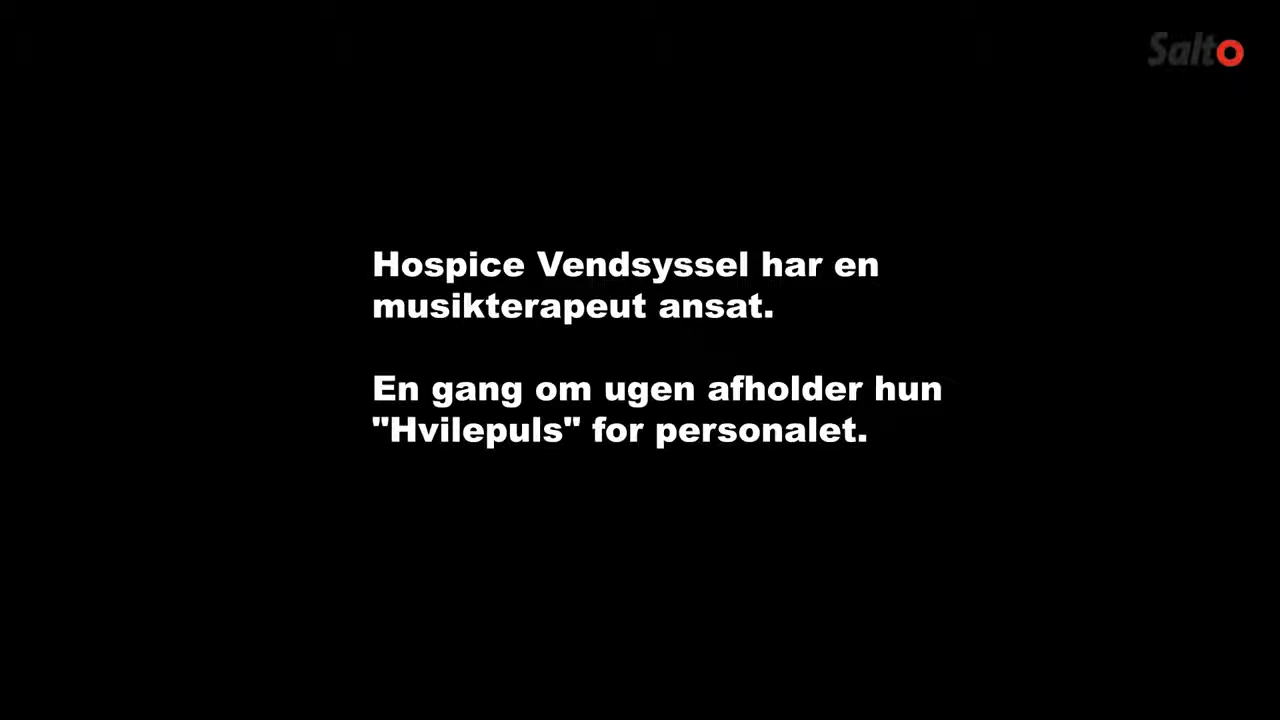 Salto
Hospice Vendsyssel har en
musikterapeut ansat.
En gang om ugen afholder hun
"Hvilepuls" for personalet.